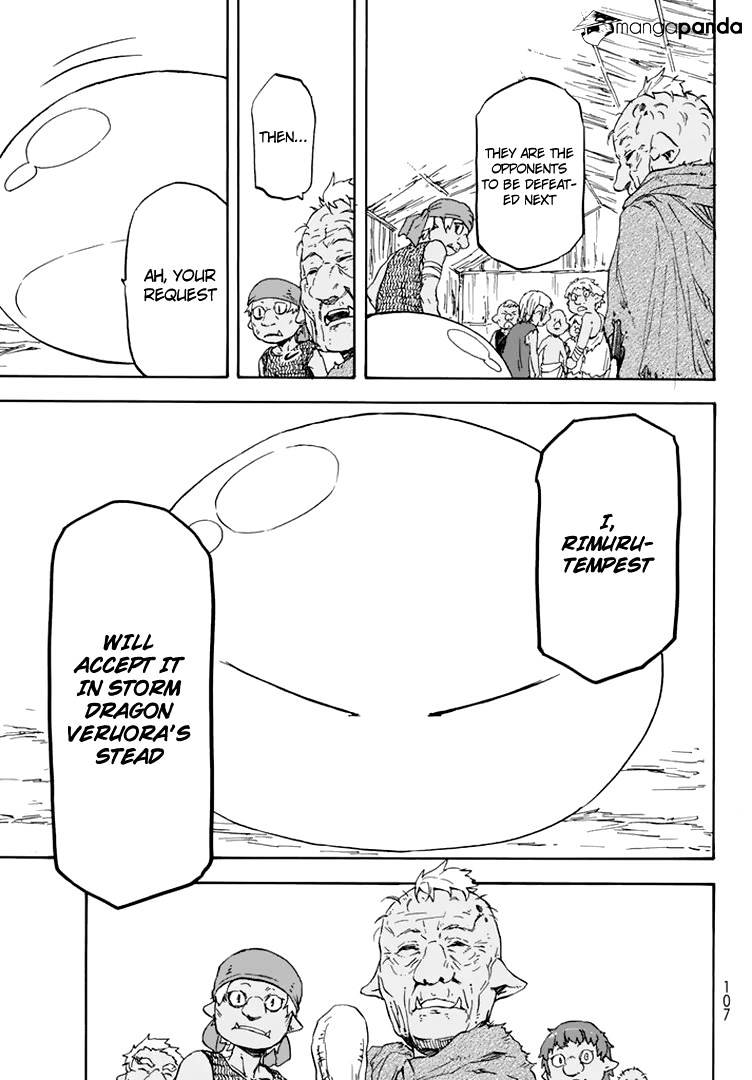 mangapanda
THEY ARE THE
OPPONENTS
TO BE DEFEAT-
ED NEXT
THEN...
AH, YOUR
REQUEST
I,
RIMURU-
TEMPEST
WILL
ACCEPT IT
IN STORM
DRAGON
VERUORA'S
STEAD
107